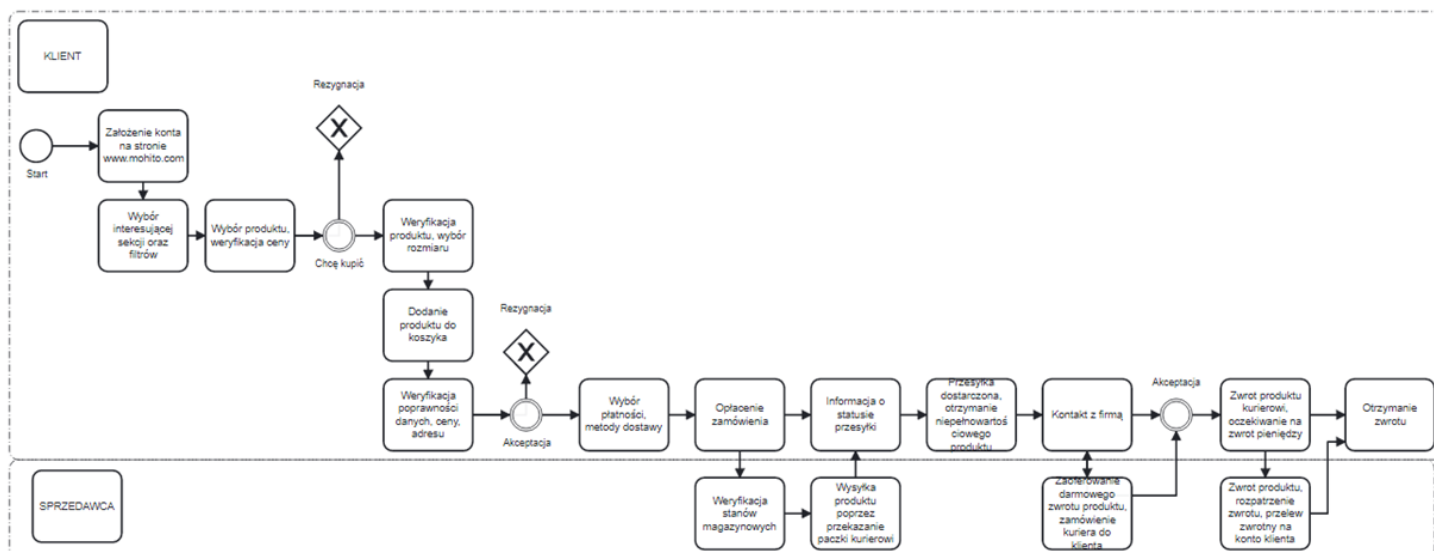 KLIENT
Rezygnacja
Start
Założenie konta
na stronie
www.mohito.com
Wybór
interesującej
sekcji oraz
filtrów
Wybór produktu,
weryfikacja ceny
Chcę kupić
Weryfikacja
produktu, wybór
rozmiaru
Dodanie
produktu do
koszyka
Weryfikacja
poprawności
danych, ceny,
adresu
Rezygnacja
Akceptacja
Wybór
płatności,
metody dostawy
Opłacenie
zamówienia
Informacja o
statusie
przesyłki
Przesyłka
dostarczona,
otrzymanie
niepełnowartoś
ciowego
produktu
Kontakt z firmą
Akceptacja
Zwrot produktu
kurierowi,
oczekiwanie na
zwrot pieniędzy
Otrzymanie
zwrotu
SPRZEDAWCA
Weryfikacja
stanów
magazynowych
Wysyłka
produktu
poprzez
przekazanie
paczki kurierowi
Zaoferowanie
darmowego
zwrotu produktu,
zamówienie
kuriera do
klienta
Zwrot produktu,
rozpatrzenie
zwrotu, przelew
zwrotny na
konto klienta